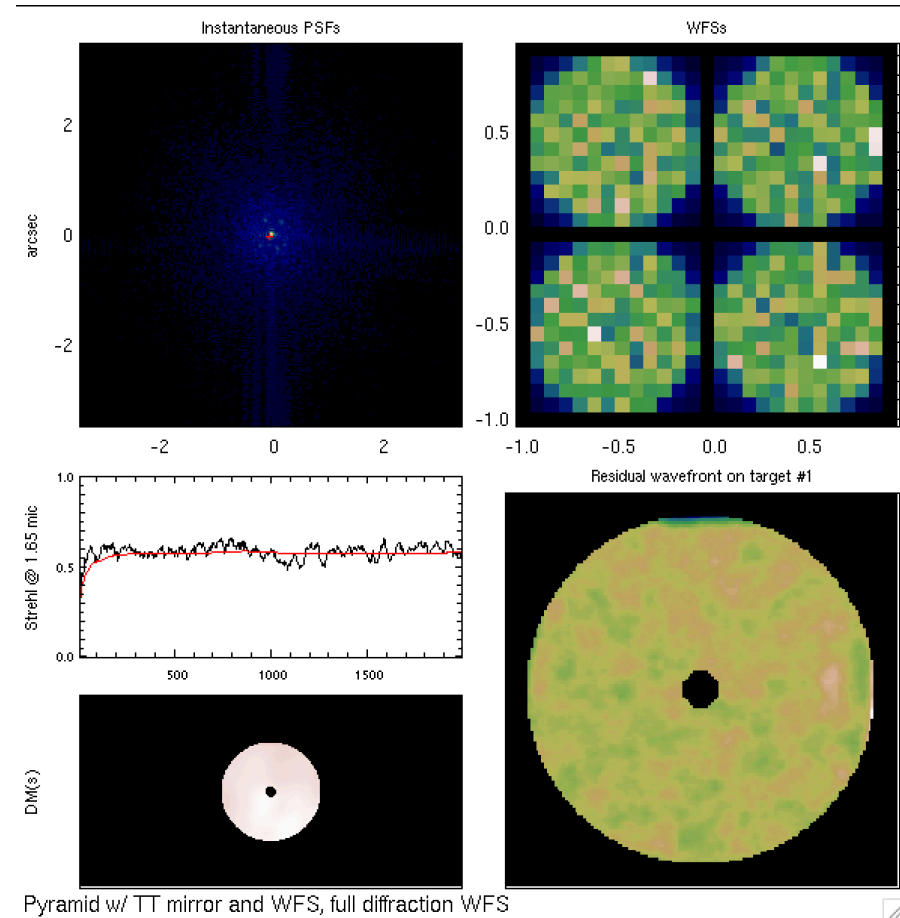 Instantaneous PSFs
WFSs
arcsec
2
0
-2
-2 0 2
0.5
0.0
-0.5
-1.0
-1.0 -0.5 0.0 0.5
Strehl @ 1.65 mic
1.0
0.5
0.0
500 1000 1500
Residual wavefront on target #1
DM(s)
Pyramid w/ TT mirror and WFS, full diffraction WFS